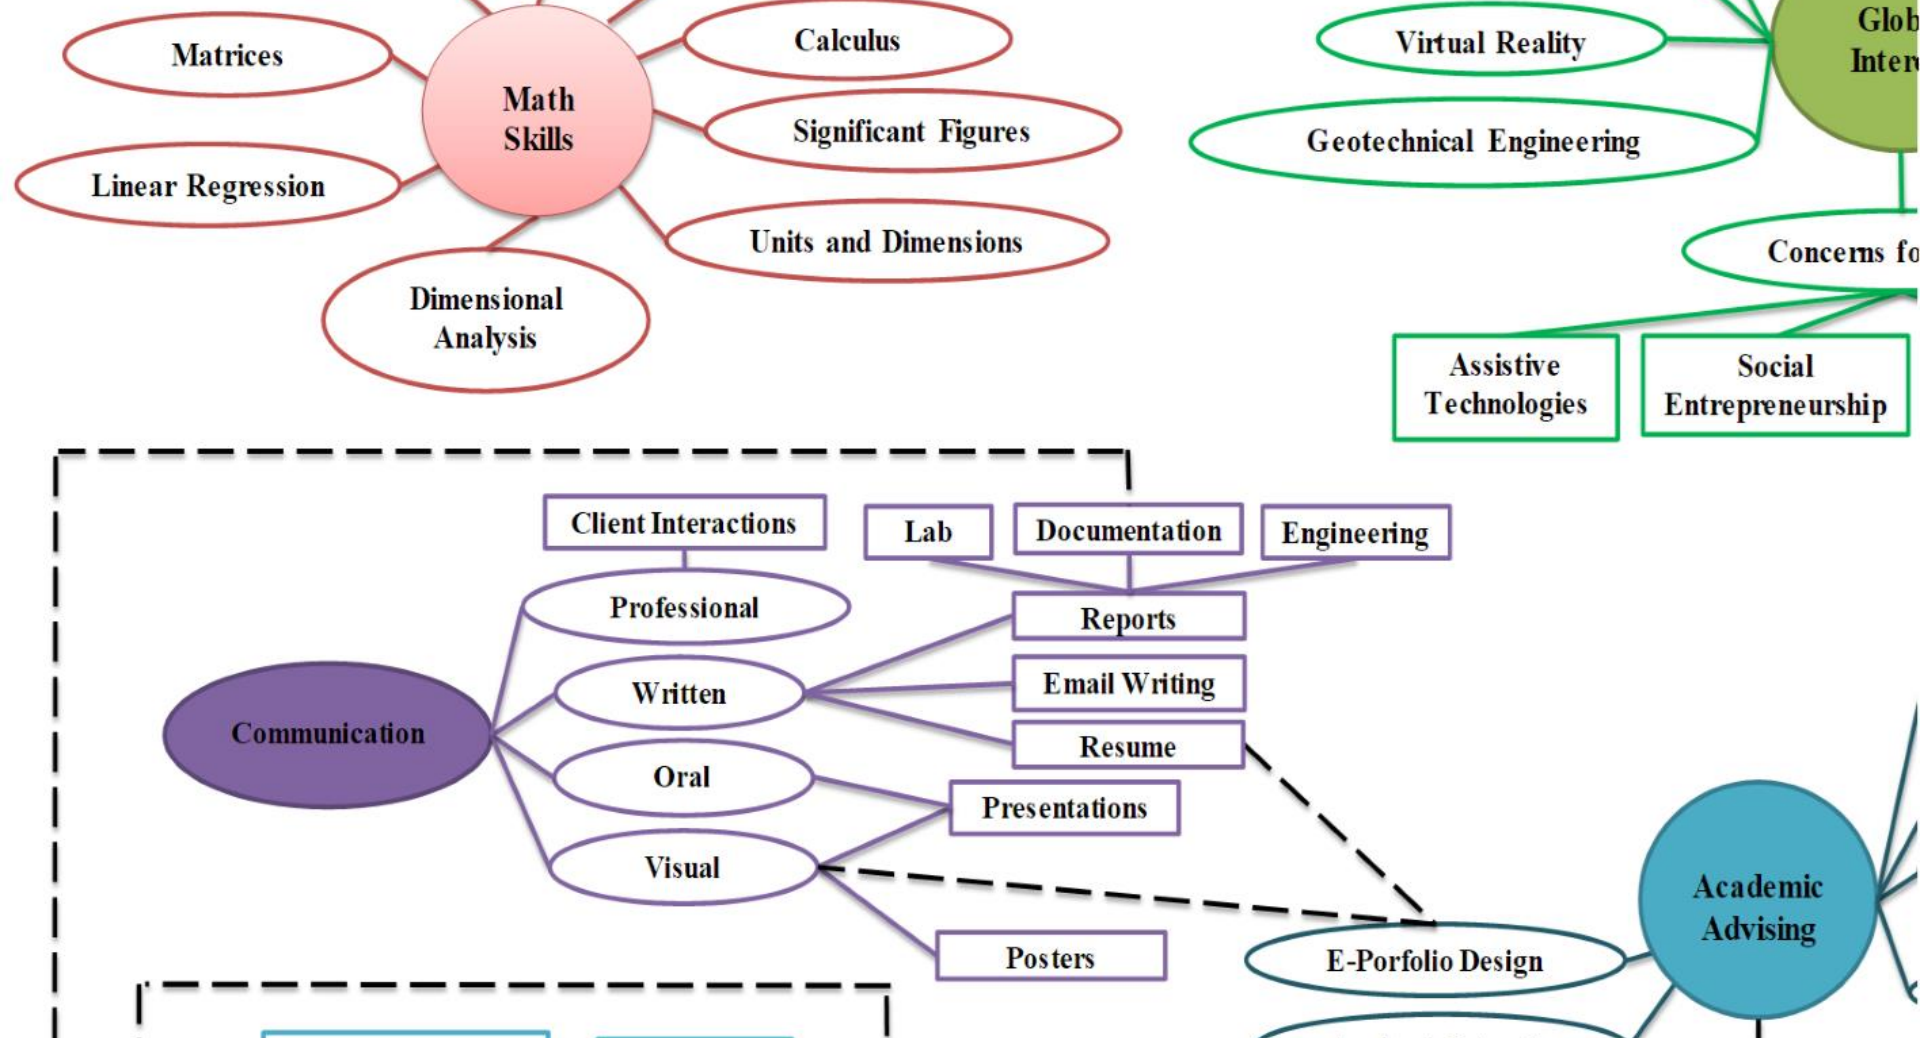 Matrices
Math
Skills
Calculus
Significant Figures
Linear Regression
Units and Dimensions
Dimensional
Analysis
Virtual Reality
Geotechnical Engineering
Concerns
Assistive
Technologies
Social
Entrepreneurship
Client Interactions
Lab
Documentation
Engineering
Professional
Reports
Written
Email Writing
Communication
Resume
Oral
Presentations
Visual
Posters
E-Porfolio Design
Academic
Advising